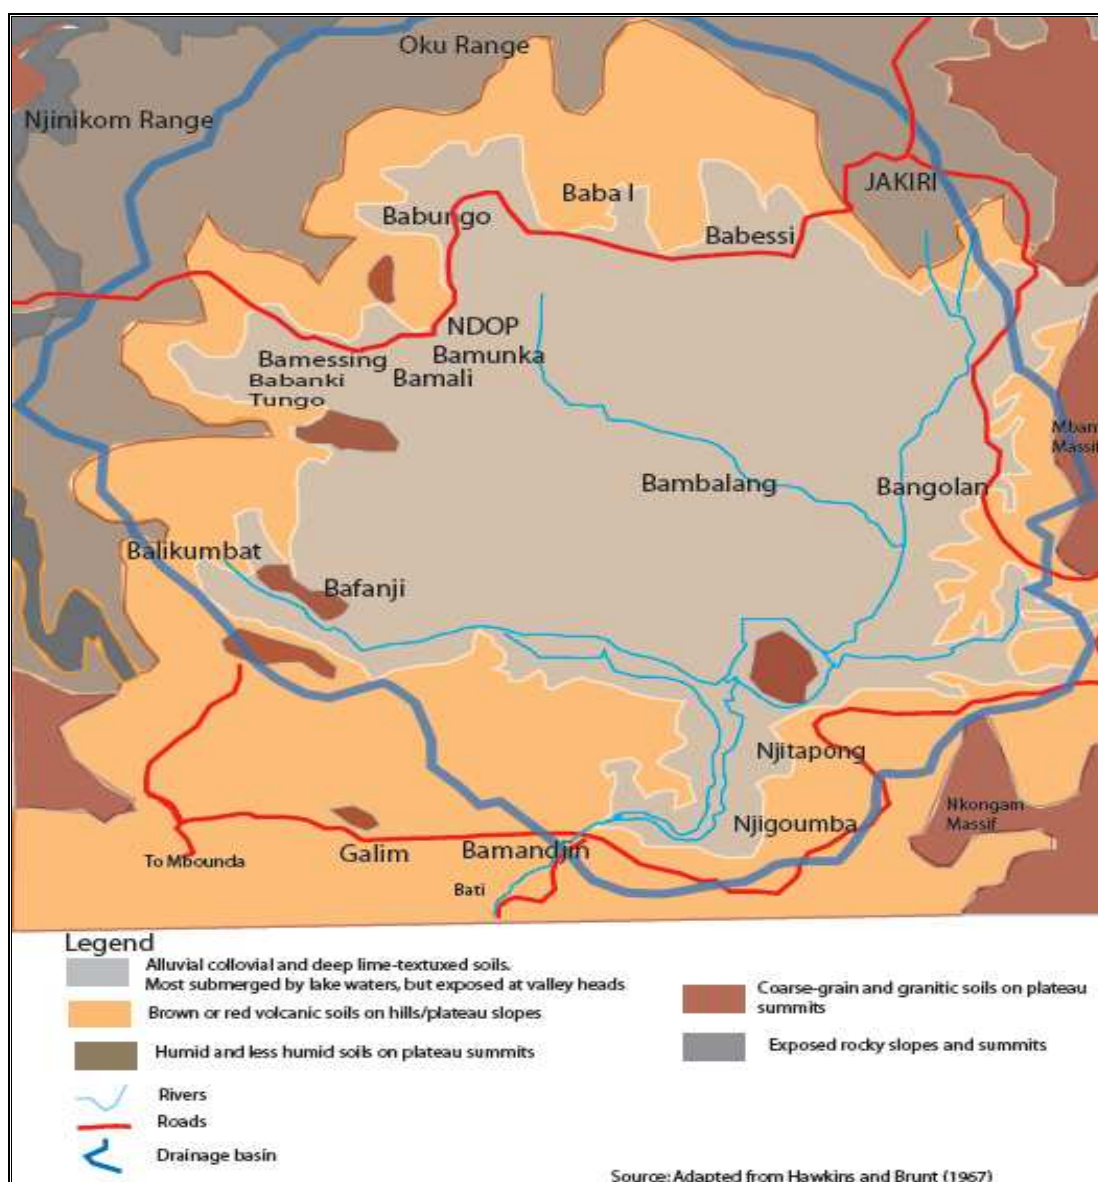 Oku Range
Njinikom Range
JAKIRI
Baba I
Babungo
Babessi
NDOP
Bamessing
Bamunka
Babanki
Bamali
Tungo
Mbam
Massif
Bambalang
Bangolan
Balikumbat
Bafanji
Njitapong
Nkongam
Massif
Njigoumba
To Mbounda
Galim
Bamandjin
Bati
Legend
Alluvial collovial and deep lime-textuxed soils.
Most submerged by lake waters, but exposed at valley heads
Brown or red volcanic soils on hills/plateau slopes
Humid and less humid soils on plateau summits
Rivers
Roads
Drainage basin
Coarse-grain and granitic soils on plateau
summits
Exposed rocky slopes and summits
Source: Adapted from Hawkins and Brunt (1967)